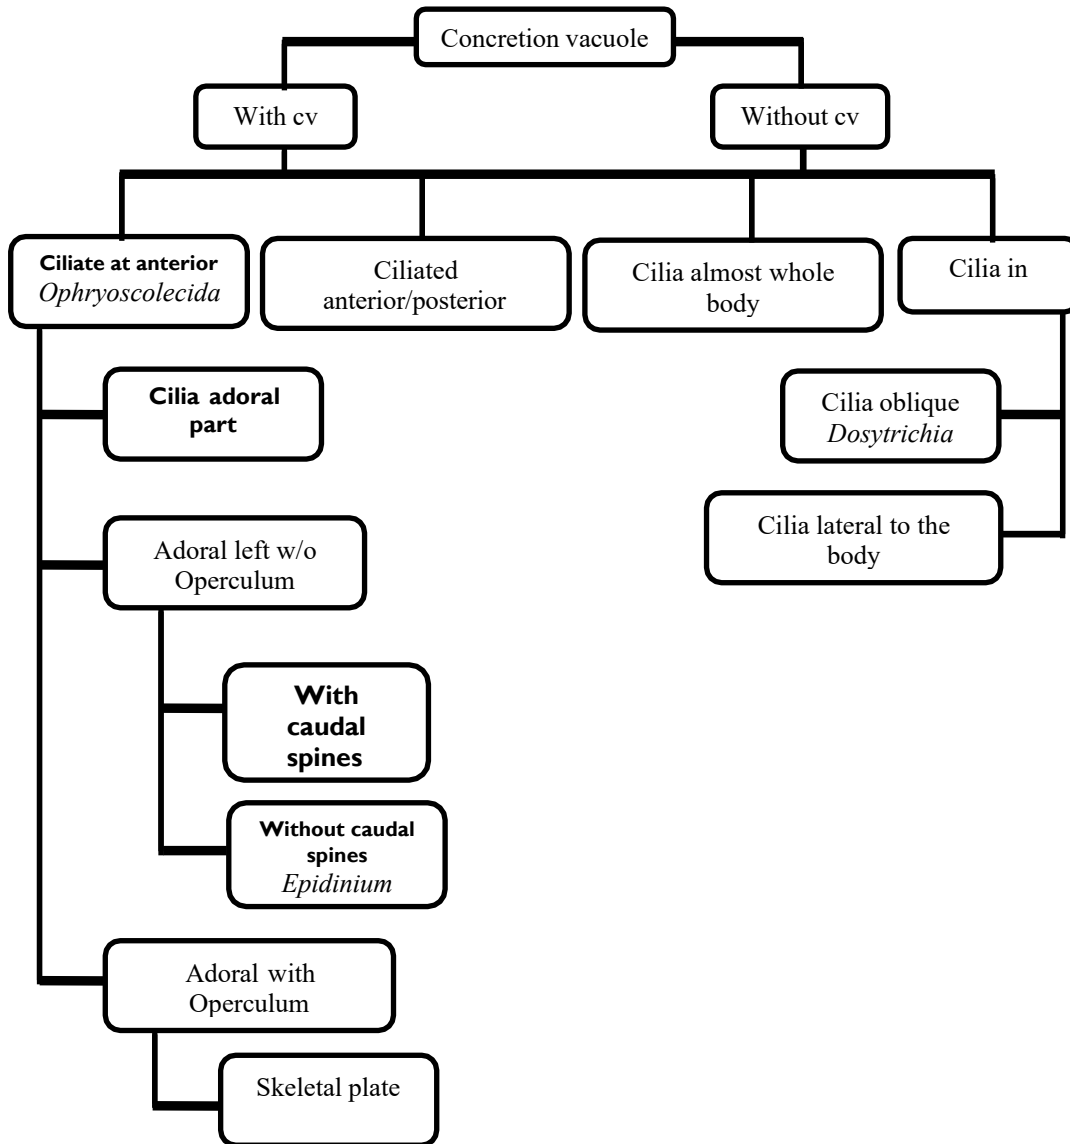 Concretion vacuole
With cv
Without cv
Ciliate at anterior
Ophryoscolecida
Ciliated
anterior/posterior
Cilia almost whole
body
Cilia in
Cilia adoral
part
Cilia oblique
Dosytrichia
Adoral left w/o
Operculum
Cilia lateral to the
body
With
caudal
spines
Without caudal
spines
Epidinium
Adoral with
Operculum
Skeletal plate